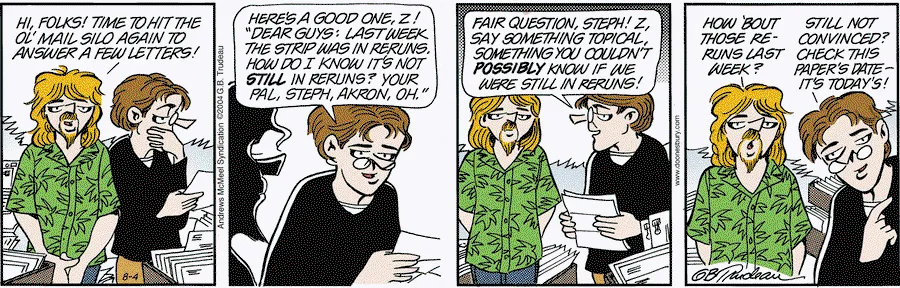 HI, FOLKS! TIME TO HIT THE
OL' MAIL SILO AGAIN TO
ANSWER A FEW LETTERS!
8-4
Andrews McMeel Syndication ©2004 G.B. Trudeau
HERE'S A GOOD ONE, Z!
"DEAR GUYS: LAST WEEK
THE STRIP WAS IN RERUNS.
HOW DO I KNOW IT'S NOT
STILL IN RERUNS? YOUR
PAL, STEPH, AKRON, OH."
FAIR QUESTION, STEPH! Z,
SAY SOMETHING TOPICAL,
SOMETHING YOU COULDN'T
POSSIBLY KNOW IF WE
WERE STILL IN RERUNS!
www.doonesbury.com
HOW 'BOUT
THOSE RE-
RUNS LAST
WEEK?
STILL NOT
CONVINCED?
CHECK THIS
PAPER'S DATE—
IT'S TODAY'S!
GB Trudeau